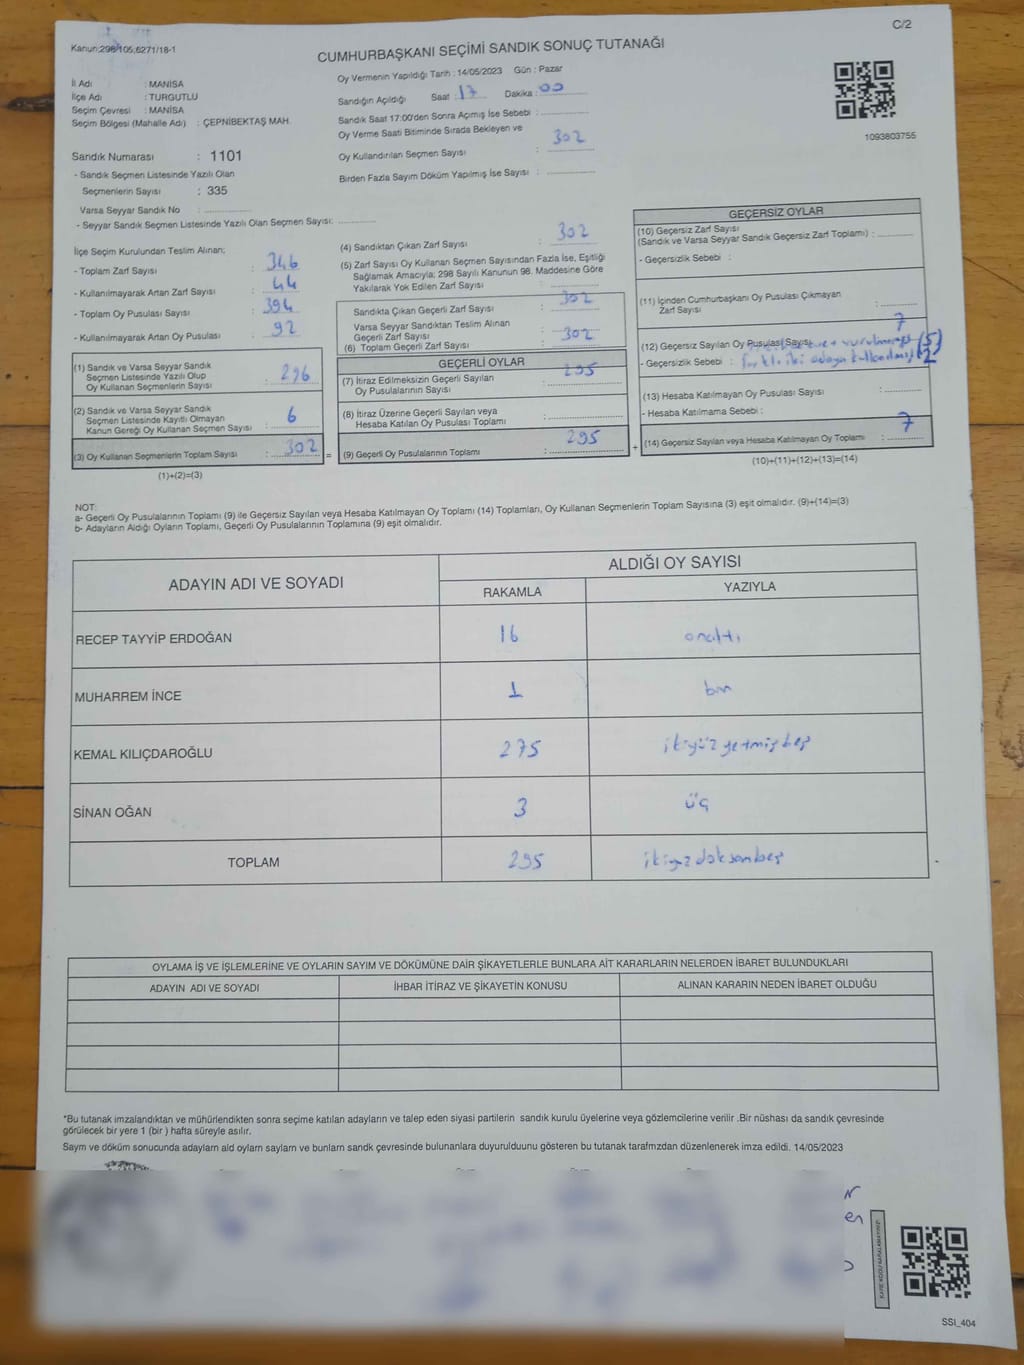 C/2
Kanun:298/105,6271/18-1
CUMHURBAŞKANI SEÇİMİ SANDIK SONUÇ TUTANAĞI
İl Adı : MANİSA
İlçe Adı : TURGUTLU
Seçim Çevresi : MANİSA
Seçim Bölgesi (Mahalle Adı) : ÇEPNİBEKTAŞ MAH.
Sandık Numarası : 1101
- Sandık Seçmen Listesinde Yazılı Olan
Seçmenlerin Sayısı : 335
Varsa Seyyar Sandık No :
- Seyyar Sandık Seçmen Listesinde Yazılı Olan Seçmen Sayısı:
Oy Vermenin Yapıldığı Tarih : 14/05/2023 Gün : Pazar
Sandığın Açıldığı Saat : 17 Dakika : 00
Sandık Saat 17:00'den Sonra Açımış İse Sebebi :
Oy Verme Saati Bitiminde Sırada Bekleyen ve
Oy Kullandırılan Seçmen Sayısı : 302
Birden Fazla Sayım Döküm Yapılmış İse Sayısı :
1093803755
İlçe Seçim Kurulundan Teslim Alınan;
- Toplam Zarf Sayısı : 346
- Kullanılmayarak Artan Zarf Sayısı : 44
- Toplam Oy Pusulası Sayısı : 394
- Kullanılmayarak Artan Oy Pusulası : 92
(1) Sandık ve Varsa Seyyar Sandık
Seçmen Listesinde Yazılı Olup
Oy Kullanan Seçmenlerin Sayısı : 296
(2) Sandık ve Varsa Seyyar Sandık
Seçmen Listesinde Kayıtlı Olmayan
Kanun Gereği Oy Kullanan Seçmen Sayısı : 6
(3) Oy Kullanan Seçmenlerin Toplam Sayısı : 302 =
(1)+(2)=(3)
(4) Sandıktan Çıkan Zarf Sayısı : 302
(5) Zarf Sayısı Oy Kullanan Seçmen Sayısından Fazla İse, Eşitliği
Sağlamak Amacıyla; 298 Sayılı Kanunun 98. Maddesine Göre
Yakılarak Yok Edilen Zarf Sayısı :
Sandıkta Çıkan Geçerli Zarf Sayısı : 302
Varsa Seyyar Sandıktan Teslim Alınan
Geçerli Zarf Sayısı :
(6) Toplam Geçerli Zarf Sayısı : 302
GEÇERLİ OYLAR
(7) İtiraz Edilmeksizin Geçerli Sayılan
Oy Pusulalarının Sayısı : 295
(8) İtiraz Üzerine Geçerli Sayılan veya
Hesaba Katılan Oy Pusulası Toplamı :
(9) Geçerli Oy Pusulalarının Toplamı : 295 +
GEÇERSİZ OYLAR
(10) Geçersiz Zarf Sayısı
(Sandık ve Varsa Seyyar Sandık Geçersiz Zarf Toplamı) :
- Geçersizlik Sebebi :
(11) İçinden Cumhurbaşkanı Oy Pusulası Çıkmayan
Zarf Sayısı :
(12) Geçersiz Sayılan Oy Pusulası Sayısı 7
- Geçersizlik Sebebi : (5)
(2)
(13) Hesaba Katılmayan Oy Pusulası Sayısı :
- Hesaba Katılmama Sebebi :
(14) Geçersiz Sayılan veya Hesaba Katılmayan Oy Toplamı : 7
(10)+(11)+(12)+(13)=(14)
NOT:
a- Geçerli Oy Pusulalarının Toplamı (9) ile Geçersiz Sayılan veya Hesaba Katılmayan Oy Toplamı (14) Toplamları, Oy Kullanan Seçmenlerin Toplam Sayısına (3) eşit olmalıdır. (9)+(14)=(3)
b- Adayların Aldığı Oyların Toplamı, Geçerli Oy Pusulalarının Toplamına (9) eşit olmalıdır.
ADAYIN ADI VE SOYADI
ALDIĞI OY SAYISI
RAKAMLA YAZIYLA
RECEP TAYYİP ERDOĞAN 16 onaltı
MUHARREM İNCE 1 bir
KEMAL KILIÇDAROĞLU 275 ikiyüzyetmişbeş
SİNAN OĞAN 3 üç
TOPLAM 295 ikiyüzdoksanbeş
OYLAMA İŞ VE İŞLEMLERİNE VE OYLARIN SAYIM VE DÖKÜMÜNE DAİR ŞİKAYETLERLE BUNLARA AİT KARARLARIN NELERDEN İBARET BULUNDUKLARI
ADAYIN ADI VE SOYADI İHBAR İTİRAZ VE ŞİKAYETİN KONUSU ALINAN KARARIN NEDEN İBARET OLDUĞU
*Bu tutanak imzalandıktan ve mühürlendikten sonra seçime katılan adayların ve talep eden siyasi partilerin sandık kurulu üyelerine veya gözlemcilerine verilir .Bir nüshası da sandık çevresinde
görülecek bir yere 1 (bir ) hafta süreyle asılır.
Sayım ve döküm sonucunda adayların ald oyların saylam ve bunların sandk çevresinde bulunanlara duyurulduunu gösteren bu tutanak tarafmzdan düzenlenerek imza edildi. 14/05/2023
SSI_404